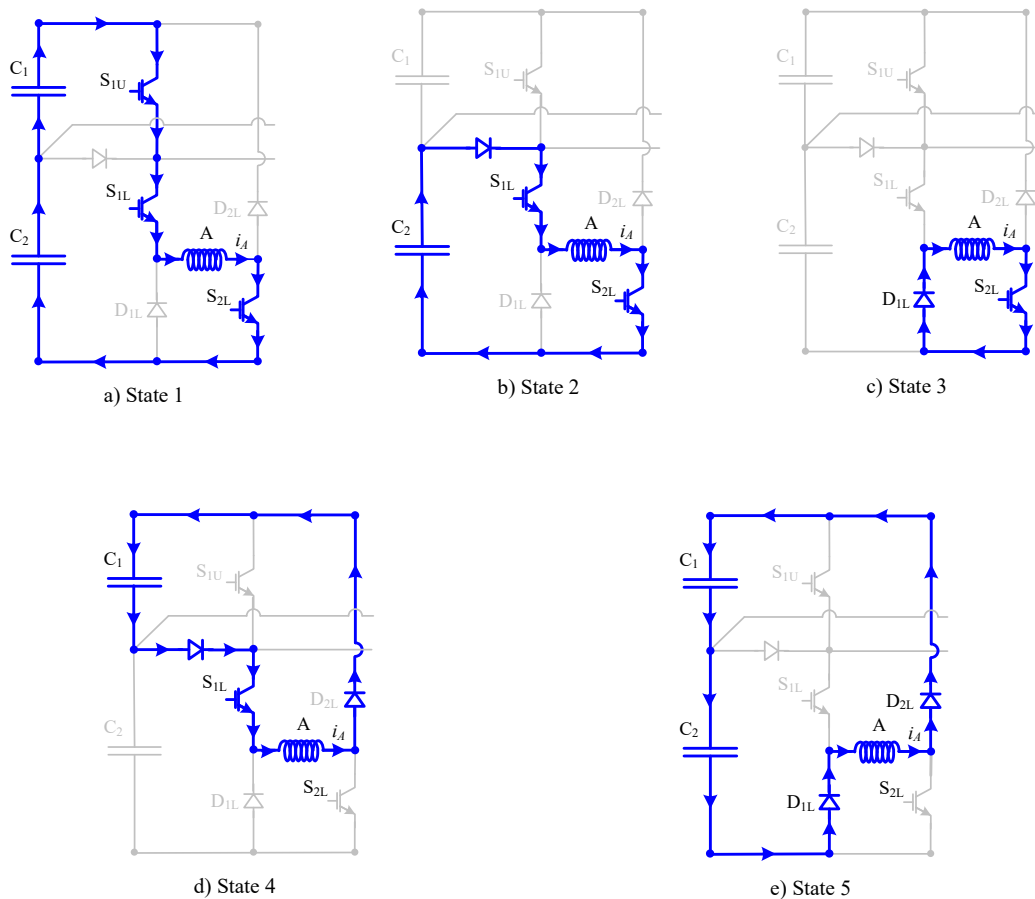 C1
S1U
S1L
D2L
C2
A
iA
S2L
D1L
a) State 1
C1
S1U
S1L
D2L
C2
A
iA
S2L
D1L
b) State 2
C1
S1U
S1L
D2L
C2
A
iA
D1L
S2L
c) State 3
C1
S1U
S1L
D2L
C2
A
iA
S2L
D1L
d) State 4
C1
S1U
S1L
D2L
C2
A
iA
S2L
D1L
e) State 5